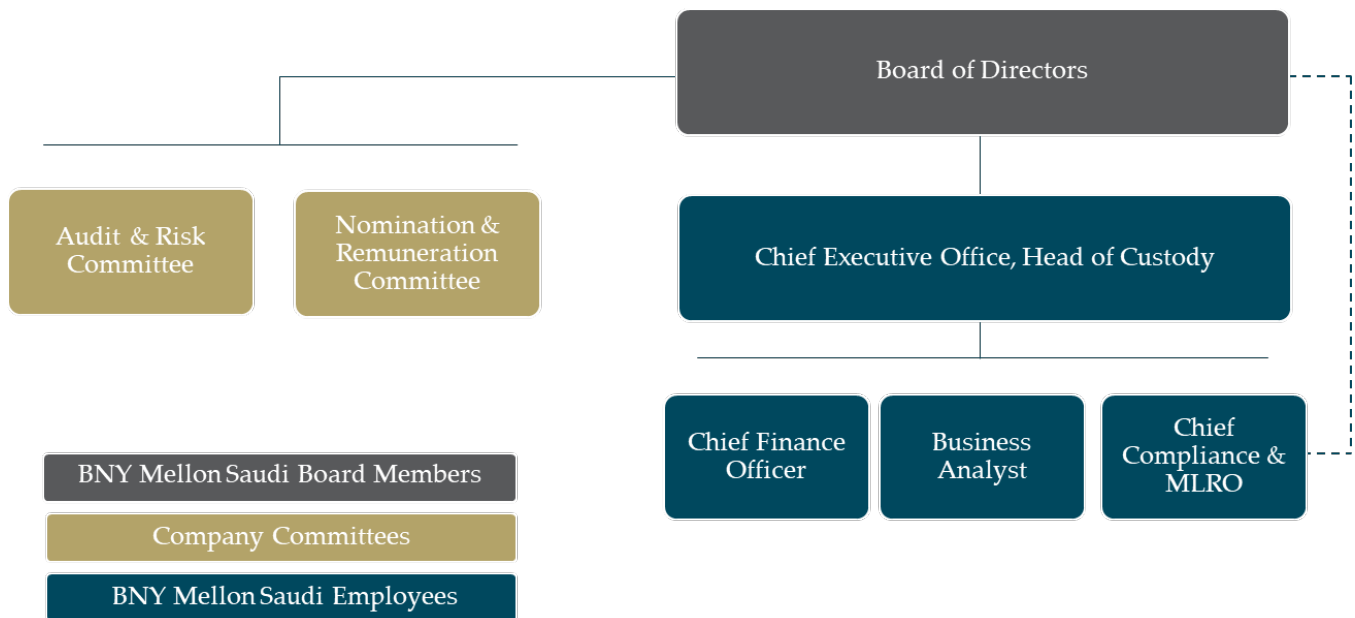 Board of Directors
Audit & Risk
Committee
Nomination &
Remuneration
Committee
Chief Executive Office, Head of Custody
Chief Finance
Officer
Business
Analyst
Chief
Compliance &
MLRO
BNY Mellon Saudi Board Members
Company Committees
BNY Mellon Saudi Employees